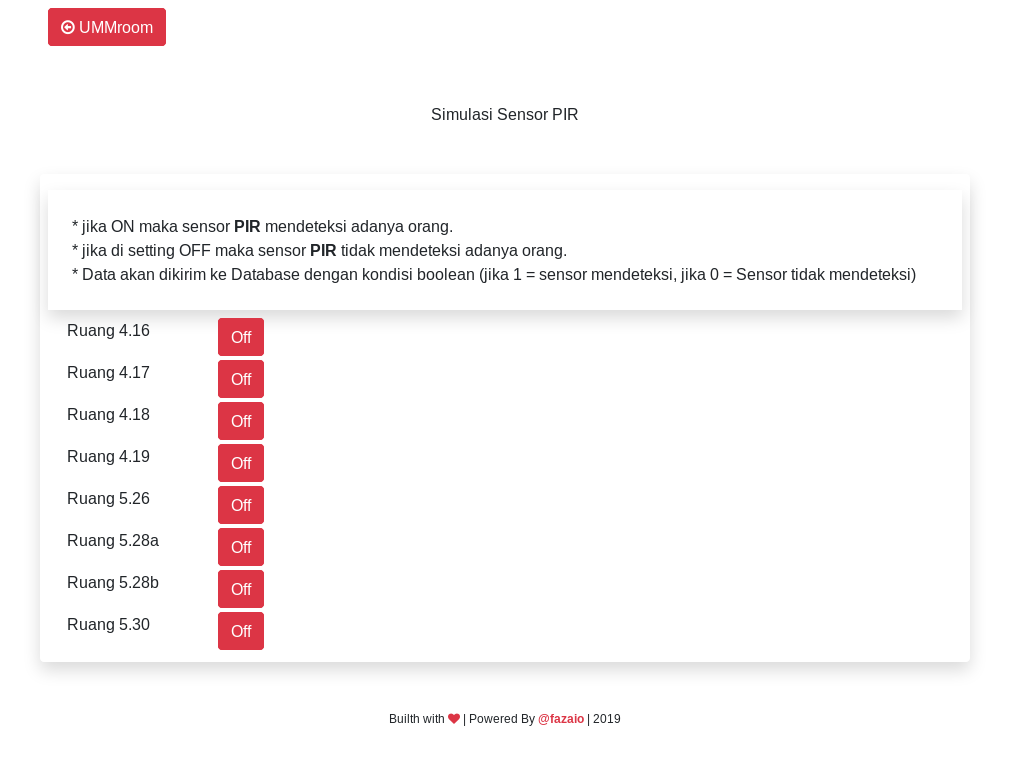 UMMroom
Simulasi Sensor PIR
* jika ON maka sensor PIR mendeteksi adanya orang.
* jika di setting OFF maka sensor PIR tidak mendeteksi adanya orang.
* Data akan dikirim ke Database dengan kondisi boolean (jika 1 = sensor mendeteksi, jika 0 = Sensor tidak mendeteksi)
Ruang 4.16 Off
Ruang 4.17 Off
Ruang 4.18 Off
Ruang 4.19 Off
Ruang 5.26 Off
Ruang 5.28a Off
Ruang 5.28b Off
Ruang 5.30 Off
Builth with | Powered By @fazaio | 2019